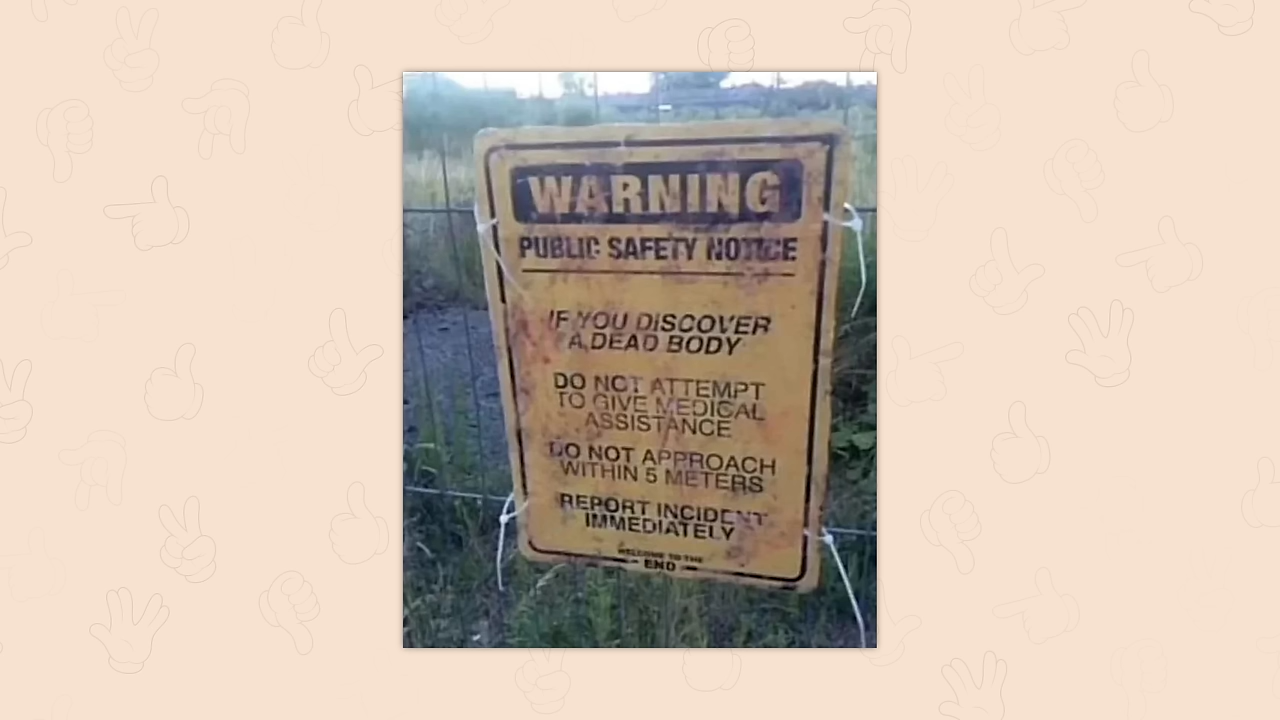 WARNING
PUBLIC SAFETY NOTICE
IF YOU DISCOVER
A DEAD BODY
DO NOT ATTEMPT
TO GIVE MEDICAL
ASSISTANCE
DO NOT APPROACH
WITHIN 5 METERS
REPORT INCIDENT
IMMEDIATELY
WELCOME TO THE
END